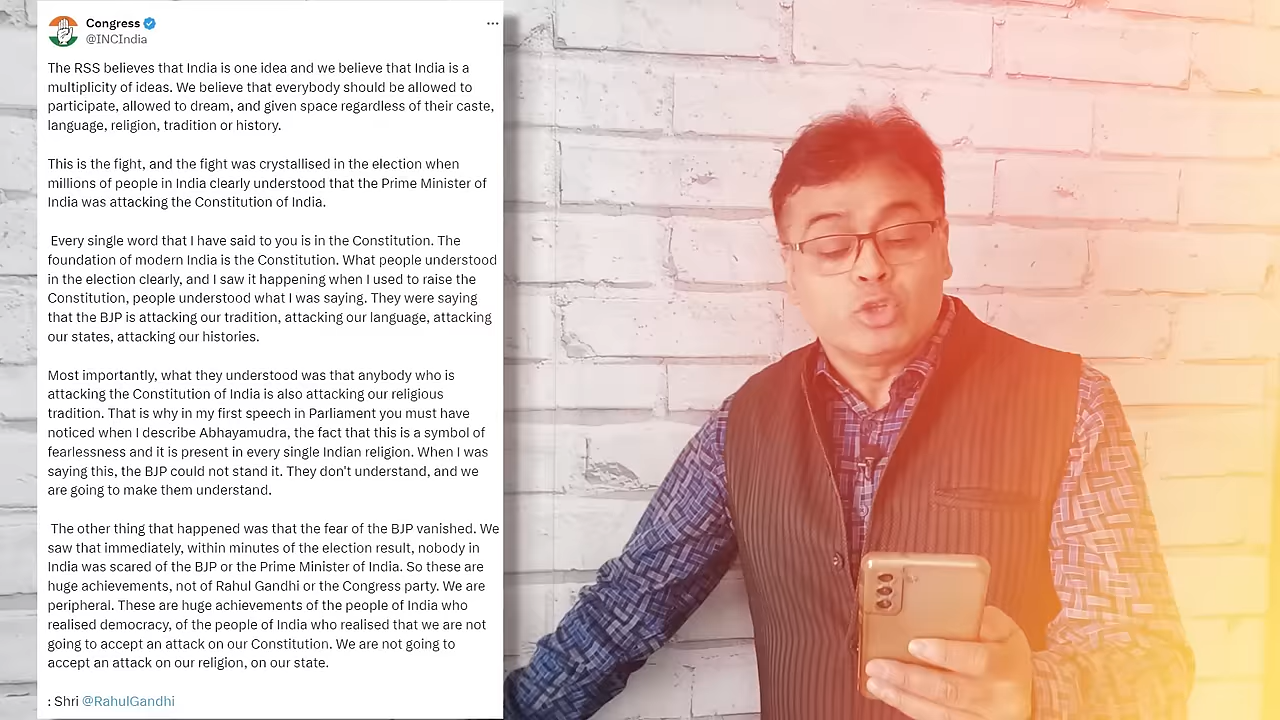 Congress
@INCIndia
The RSS believes that India is one idea and we believe that India is a
multiplicity of ideas. We believe that everybody should be allowed to
participate, allowed to dream, and given space regardless of their caste,
language, religion, tradition or history.
This is the fight, and the fight was crystallised in the election when
millions of people in India clearly understood that the Prime Minister of
India was attacking the Constitution of India.
Every single word that I have said to you is in the Constitution. The
foundation of modern India is the Constitution. What people understood
in the election clearly, and I saw it happening when I used to raise the
Constitution, people understood what I was saying. They were saying
that the BJP is attacking our tradition, attacking our language, attacking
our states, attacking our histories.
Most importantly, what they understood was that anybody who is
attacking the Constitution of India is also attacking our religious
tradition. That is why in my first speech in Parliament you must have
noticed when I describe Abhayamudra, the fact that this is a symbol of
fearlessness and it is present in every single Indian religion. When I was
saying this, the BJP could not stand it. They don't understand, and we
are going to make them understand.
The other thing that happened was that the fear of the BJP vanished. We
saw that immediately, within minutes of the election result, nobody in
India was scared of the BJP or the Prime Minister of India. So these are
huge achievements, not of Rahul Gandhi or the Congress party. We are
peripheral. These are huge achievements of the people of India who
realised democracy, of the people of India who realised that we are not
going to accept an attack on our Constitution. We are not going to
accept an attack on our religion, on our state.
: Shri @RahulGandhi